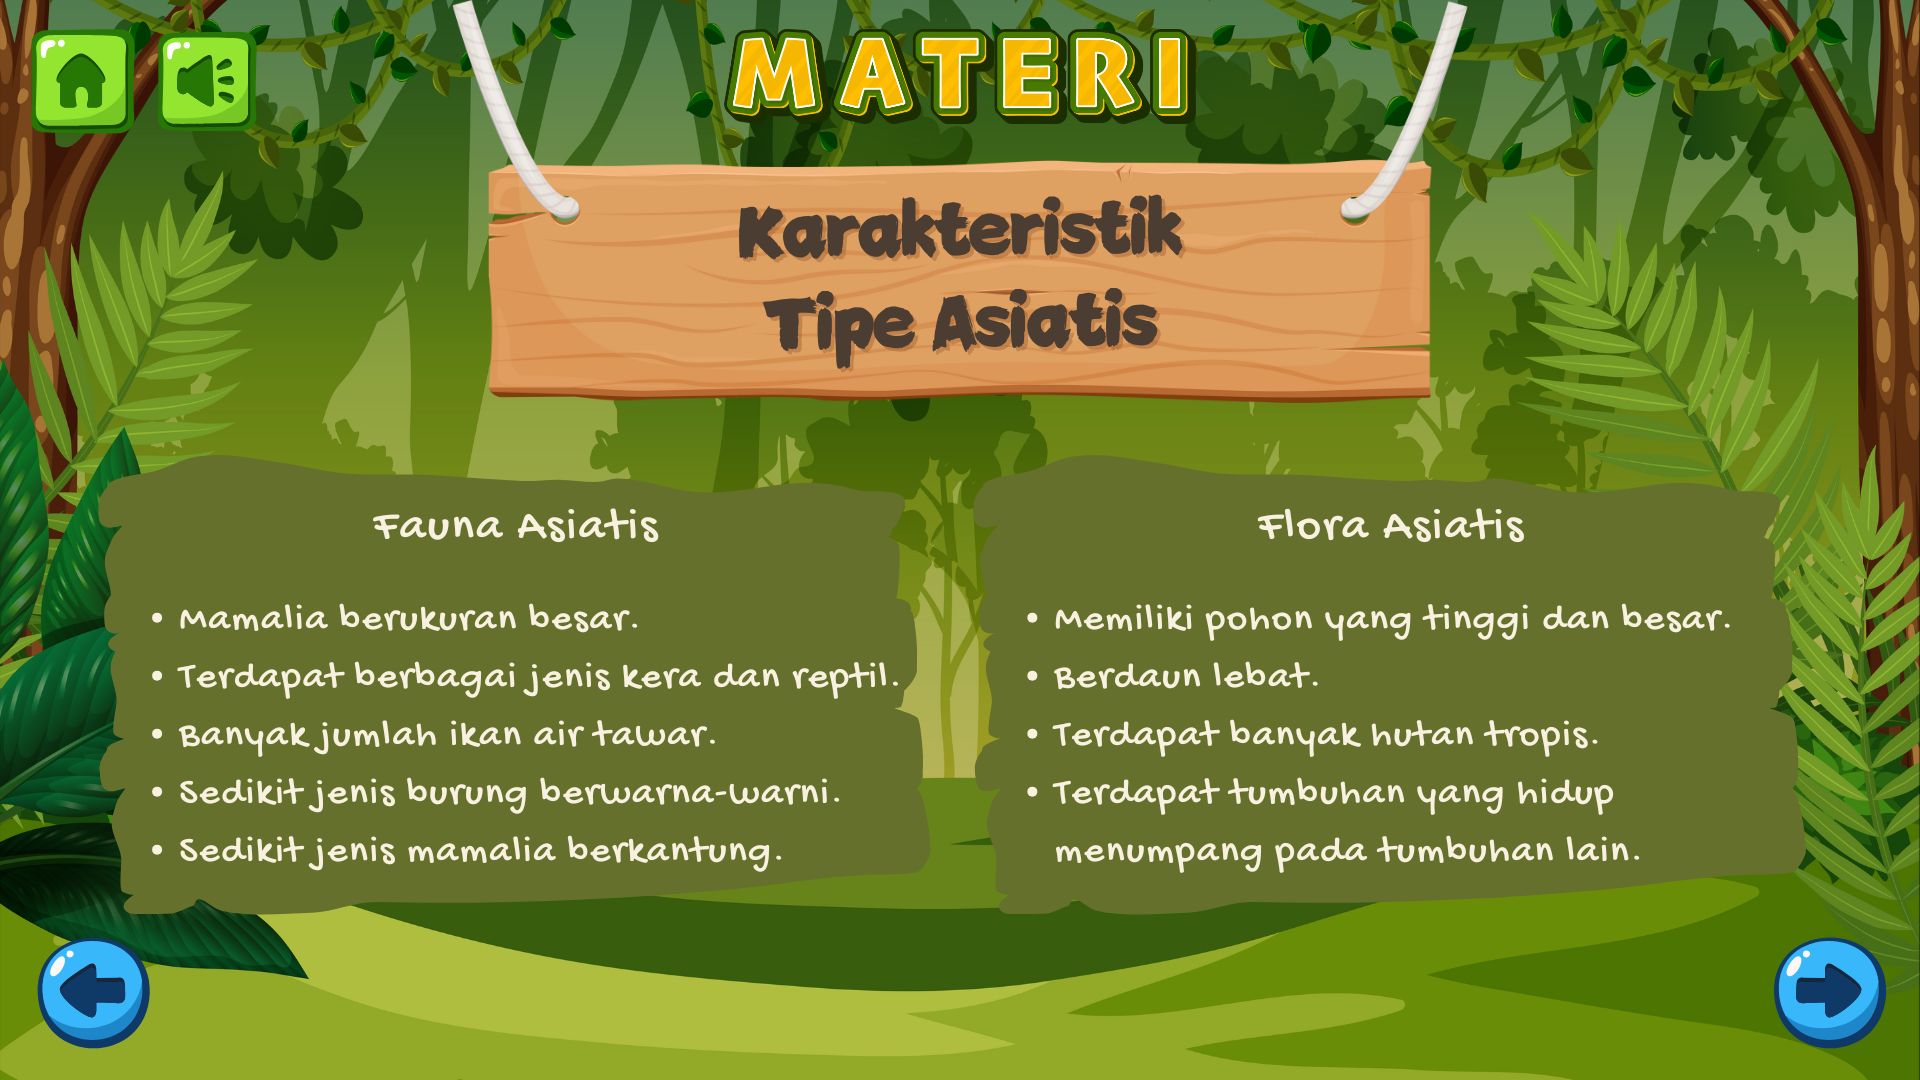 MATERI
Karakteristik
Tipe Asiatis
Fauna Asiatis
• Mamalia berukuran besar.
• Terdapat berbagai jenis kera dan reptil.
• Banyak jumlah ikan air tawar.
• Sedikit jenis burung berwarna-warni.
• Sedikit jenis mamalia berkantung.
Flora Asiatis
• Memiliki pohon yang tinggi dan besar.
• Berdaun lebat.
• Terdapat banyak hutan tropis.
• Terdapat tumbuhan yang hidup
menumpang pada tumbuhan lain.